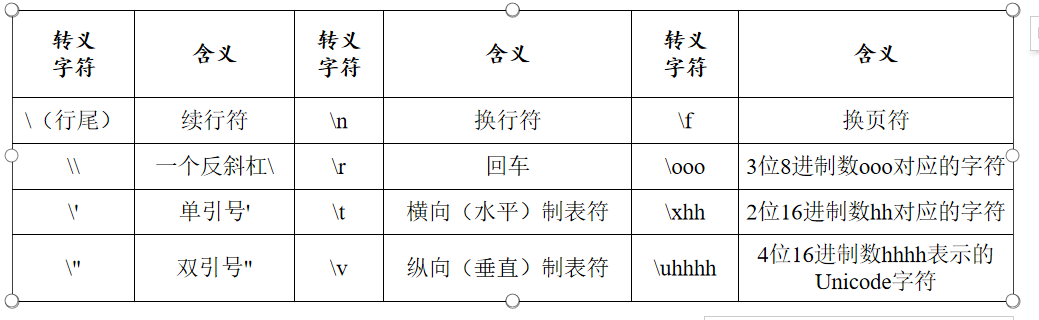 转义字符 含义 转义字符 含义 转义字符 含义
\（行尾） 续行符 \n 换行符 \f 换页符
\\ 一个反斜杠\ \r 回车 \ooo 3位8进制数ooo对应的字符
\' 单引号' \t 横向（水平）制表符 \xhh 2位16进制数hh对应的字符
\" 双引号" \v 纵向（垂直）制表符 \uhhhh 4位16进制数hhhh表示的
Unicode字符